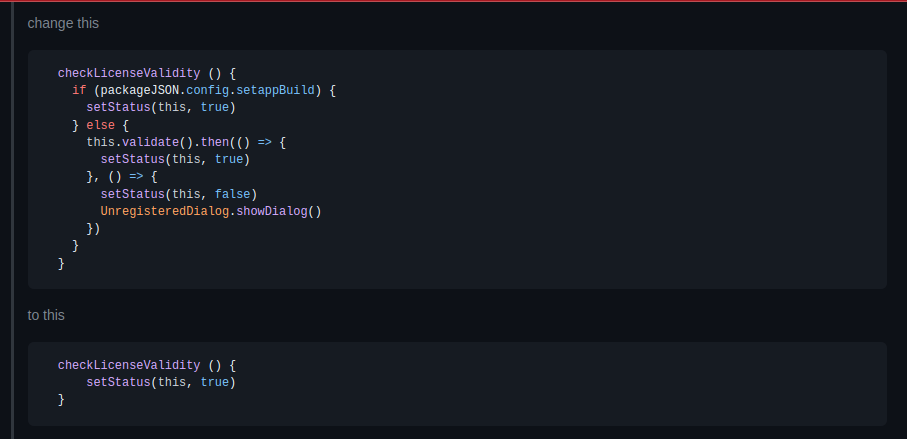 change this
checkLicenseValidity () {
  if (packageJSON.config.setappBuild) {
    setStatus(this, true)
  } else {
    this.validate().then(() => {
      setStatus(this, true)
    }, () => {
      setStatus(this, false)
      UnregisteredDialog.showDialog()
    })
  }
}
to this
checkLicenseValidity () {
    setStatus(this, true)
}